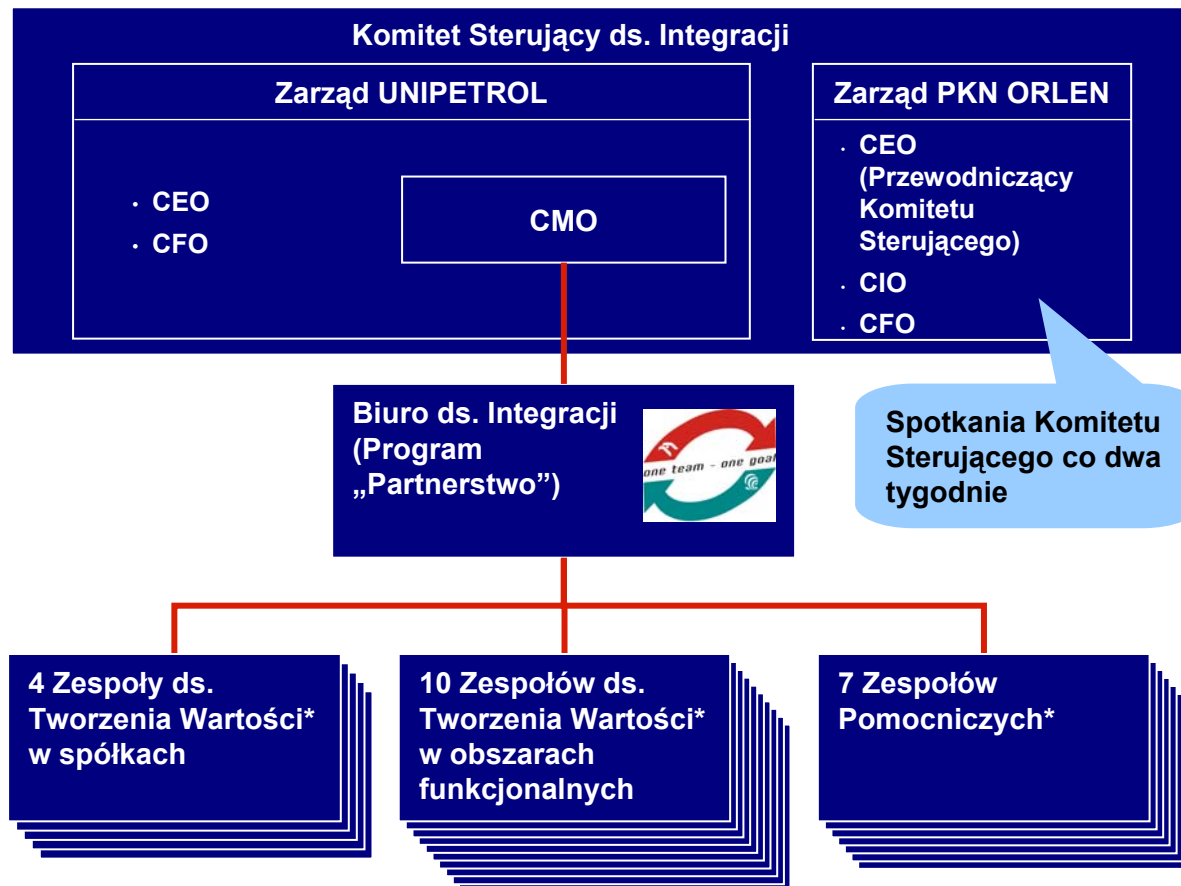 Komitet Sterujący ds. Integracji
Zarząd UNIPETROL
· CEO
· CFO
CMO
Zarząd PKN ORLEN
· CEO
(Przewodniczący
Komitetu
Sterującego)
· CIO
· CFO
Biuro ds. Integracji
(Program
„Partnerstwo”)
one team - one goal
Spotkania Komitetu
Sterującego co dwa
tygodnie
4 Zespoły ds.
Tworzenia Wartości*
w spółkach
10 Zespołów ds.
Tworzenia Wartości*
w obszarach
funkcjonalnych
7 Zespołów
Pomocniczych*